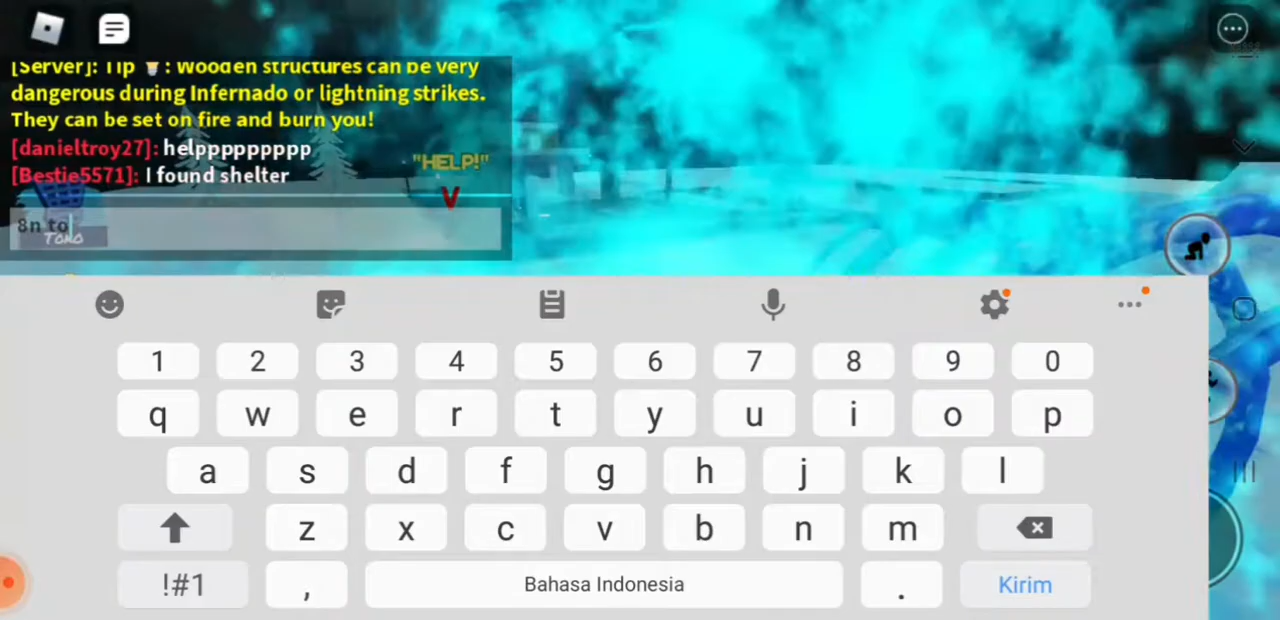 [Server]: Tip : Wooden structures can be very
dangerous during Infernado or lightning strikes.
They can be set on fire and burn you!
[danieltroy27]: helppppppppp
[Bestie5571]: I found shelter
"HELP!"
V
8n to
TOKO
1 2 3 4 5 6 7 8 9 0
q w e r t y u i o p
a s d f g h j k l
z x c v b n m
!#1 , Bahasa Indonesia . Kirim